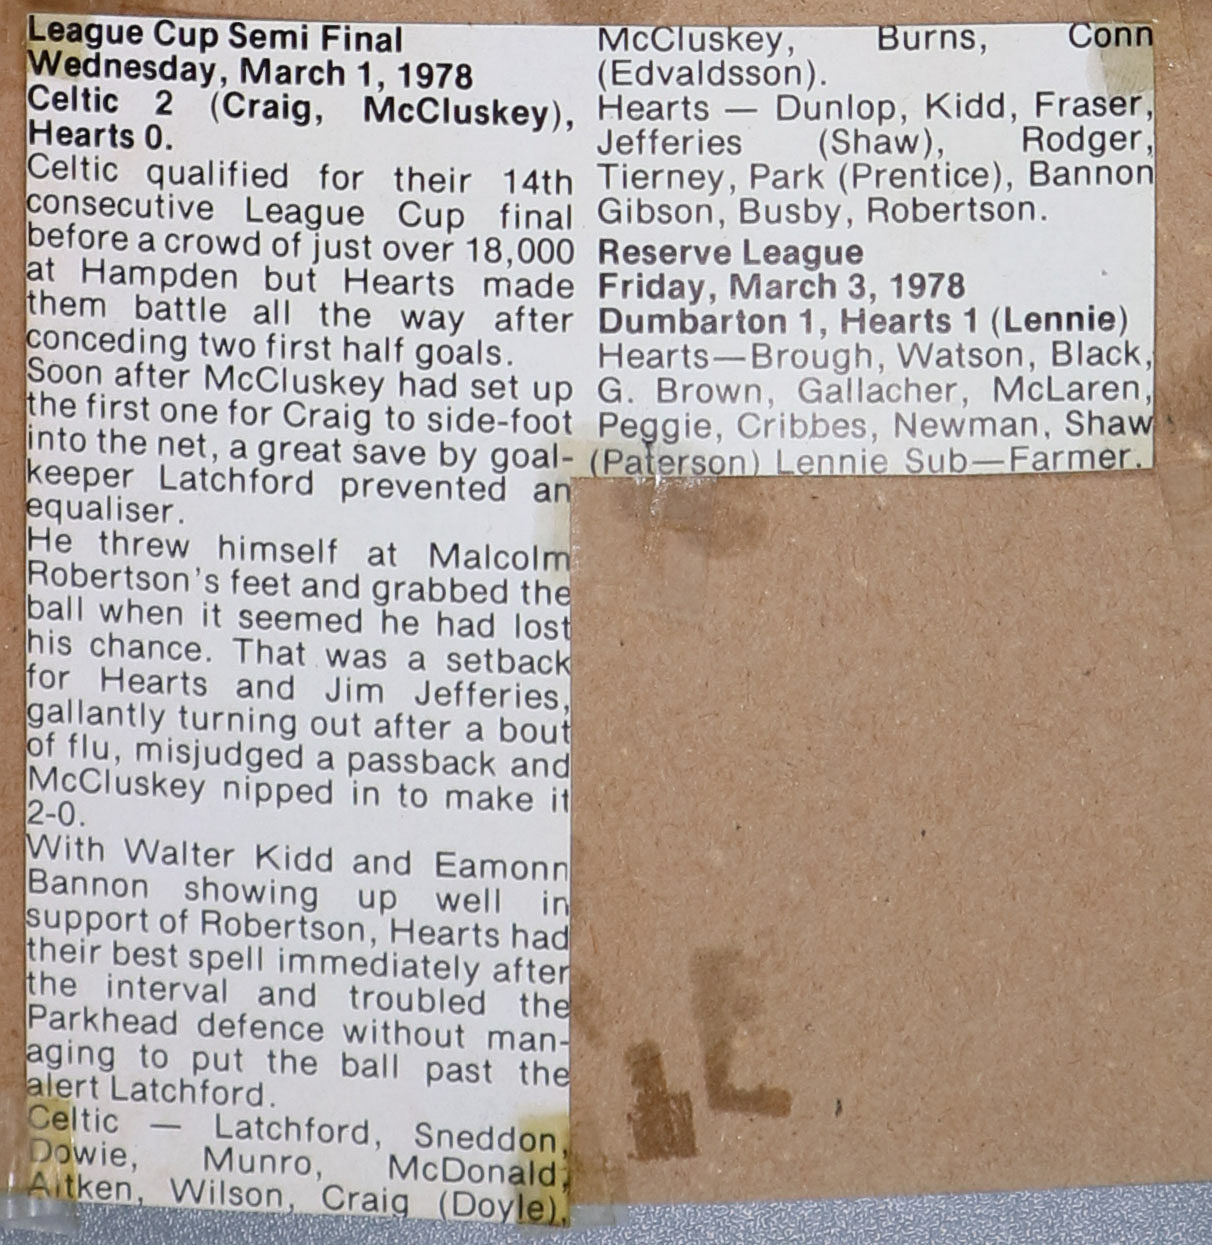 League Cup Semi Final
Wednesday, March 1, 1978
Celtic 2 (Craig, McCluskey),
Hearts 0.
Celtic qualified for their 14th
consecutive League Cup final
before a crowd of just over 18,000
at Hampden but Hearts made
them battle all the way after
conceding two first half goals.
Soon after McCluskey had set up
the first one for Craig to side-foot
into the net, a great save by goal-
keeper Latchford prevented an
equaliser.
He threw himself at Malcolm
Robertson's feet and grabbed the
ball when it seemed he had lost
his chance. That was a setback
for Hearts and Jim Jefferies,
gallantly turning out after a bout
of flu, misjudged a passback and
McCluskey nipped in to make it
2-0.
With Walter Kidd and Eamonn
Bannon showing up well in
support of Robertson, Hearts had
their best spell immediately after
the interval and troubled the
Parkhead defence without man-
aging to put the ball past the
alert Latchford.
Celtic — Latchford, Sneddon,
Dowie, Munro, McDonald,
Aitken, Wilson, Craig (Doyle),
McCluskey, Burns, Conn
(Edvaldsson).
Hearts — Dunlop, Kidd, Fraser,
Jefferies (Shaw), Rodger,
Tierney, Park (Prentice), Bannon
Gibson, Busby, Robertson.
Reserve League
Friday, March 3, 1978
Dumbarton 1, Hearts 1 (Lennie)
Hearts—Brough, Watson, Black,
G. Brown, Gallacher, McLaren,
Peggie, Cribbes, Newman, Shaw
(Paterson) Lennie Sub—Farmer.